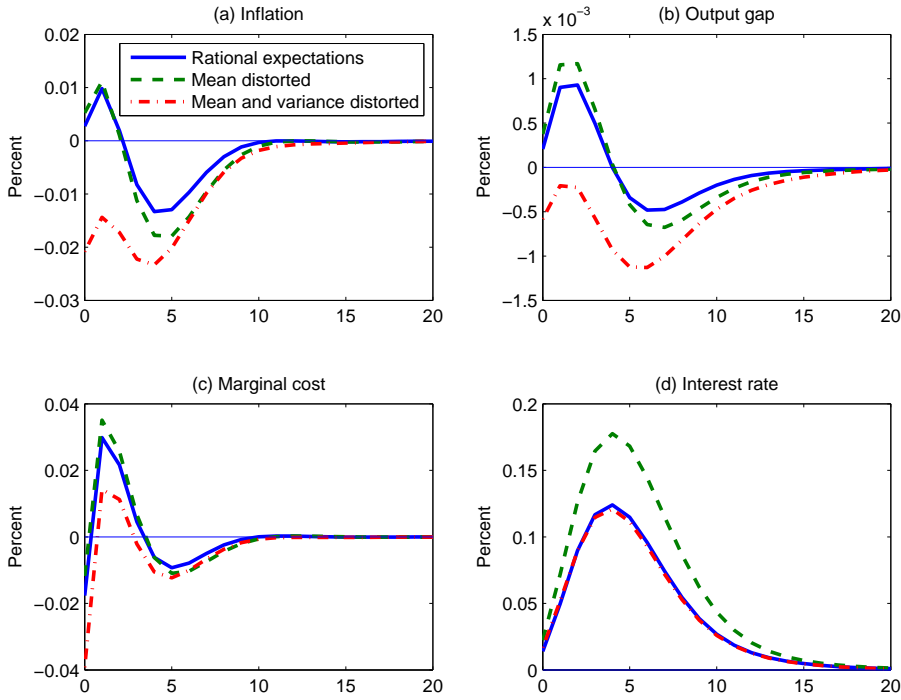 (a) Inflation
0.02
0.01
0
−0.01
−0.02
−0.03
Percent
0 5 10 15 20
Rational expectations
Mean distorted
Mean and variance distorted
(b) Output gap
x 10−3
1.5
1
0.5
0
−0.5
−1
−1.5
Percent
0 5 10 15 20
(c) Marginal cost
0.04
0.02
0
−0.02
−0.04
Percent
0 5 10 15 20
(d) Interest rate
0.2
0.15
0.1
0.05
0
Percent
0 5 10 15 20